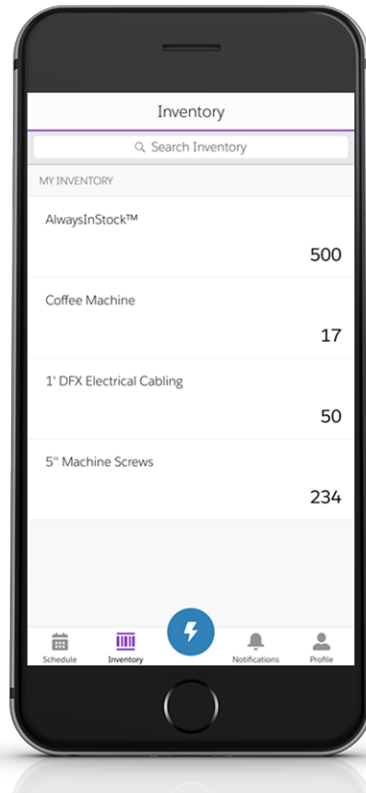 Inventory
Search Inventory
MY INVENTORY
AlwaysInStock™
500
Coffee Machine
17
1' DFX Electrical Cabling
50
5" Machine Screws
234
Schedule
Inventory
Notifications
Profile